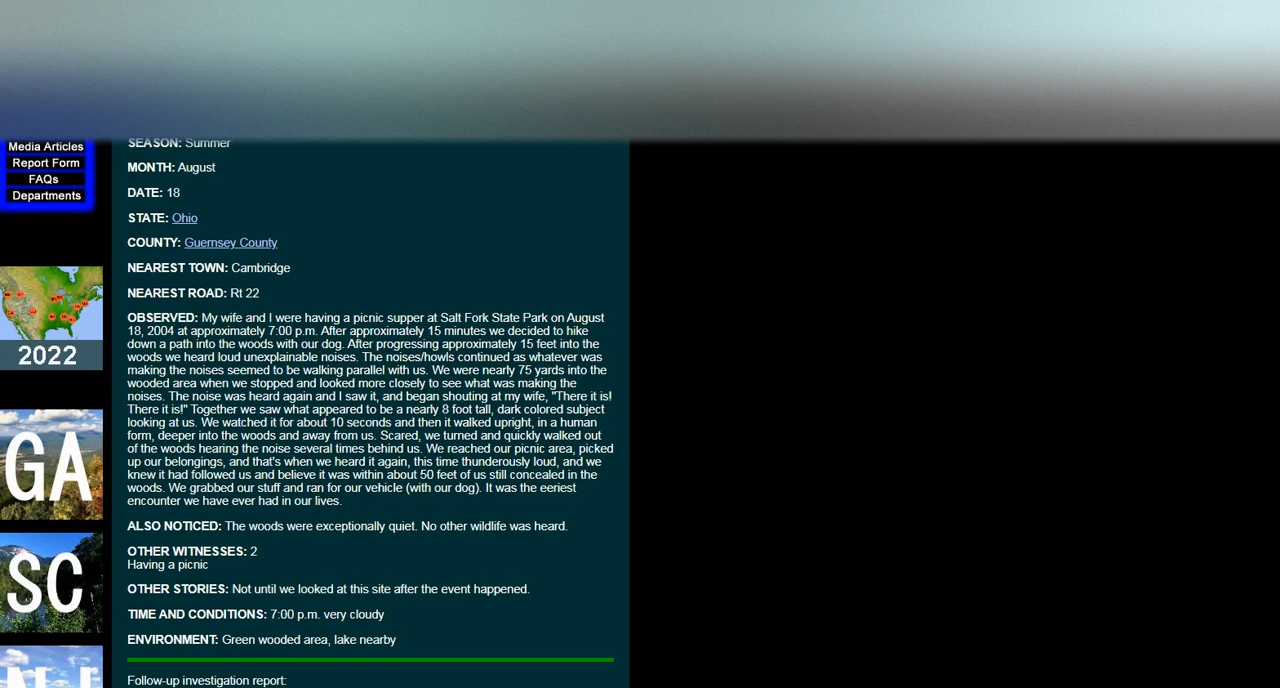 Media Articles
Report Form
FAQs
Departments
2022
GA
SC
NJ
SEASON: Summer
MONTH: August
DATE: 18
STATE: Ohio
COUNTY: Guernsey County
NEAREST TOWN: Cambridge
NEAREST ROAD: Rt 22
OBSERVED: My wife and I were having a picnic supper at Salt Fork State Park on August
18, 2004 at approximately 7:00 p.m. After approximately 15 minutes we decided to hike
down a path into the woods with our dog. After progressing approximately 15 feet into the
woods we heard loud unexplainable noises. The noises/howls continued as whatever was
making the noises seemed to be walking parallel with us. We were nearly 75 yards into the
wooded area when we stopped and looked more closely to see what was making the
noises. The noise was heard again and I saw it, and began shouting at my wife, "There it is!
There it is!" Together we saw what appeared to be a nearly 8 foot tall, dark colored subject
looking at us. We watched it for about 10 seconds and then it walked upright, in a human
form, deeper into the woods and away from us. Scared, we turned and quickly walked out
of the woods hearing the noise several times behind us. We reached our picnic area, picked
up our belongings, and that's when we heard it again, this time thunderously loud, and we
knew it had followed us and believe it was within about 50 feet of us still concealed in the
woods. We grabbed our stuff and ran for our vehicle (with our dog). It was the eeriest
encounter we have ever had in our lives.
ALSO NOTICED: The woods were exceptionally quiet. No other wildlife was heard.
OTHER WITNESSES: 2
Having a picnic
OTHER STORIES: Not until we looked at this site after the event happened.
TIME AND CONDITIONS: 7:00 p.m. very cloudy
ENVIRONMENT: Green wooded area, lake nearby
Follow-up investigation report: